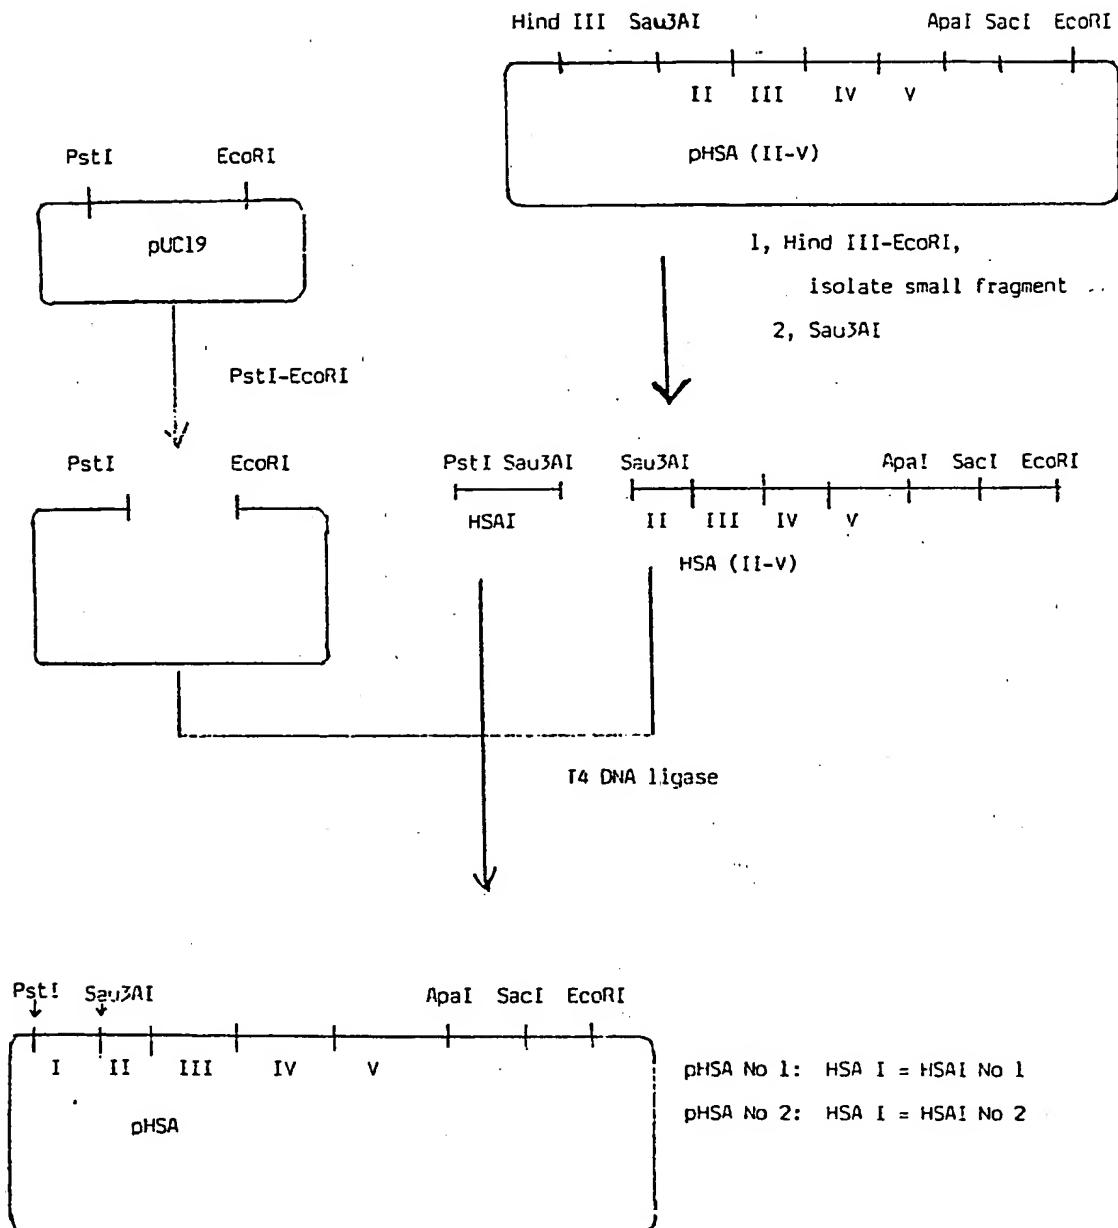 Hind III Sau3AI ApaI SacI EcoRI
II III IV V
pHSA (II-V)
PstI EcoRI
pUC19
1, Hind III-EcoRI,
isolate small fragment
2, Sau3AI
PstI-EcoRI
PstI EcoRI
PstI Sau3AI
HSAI
Sau3AI ApaI SacI EcoRI
II III IV V
HSA (II-V)
T4 DNA ligase
PstI Sau3AI ApaI SacI EcoRI
I II III IV V
pHSA
pHSA No 1: HSA I = HSAI No 1
pHSA No 2: HSA I = HSAI No 2